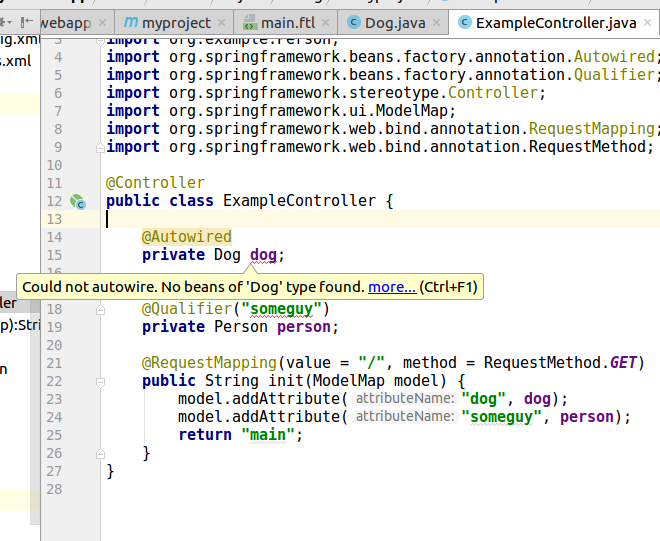 webapp
myproject
main.ftl
Dog.java
ExampleController.java
ig.xml
s.xml
3 import org.example.Person;
4 import org.springframework.beans.factory.annotation.Autowired;
5 import org.springframework.beans.factory.annotation.Qualifier;
6 import org.springframework.stereotype.Controller;
7 import org.springframework.ui.ModelMap;
8 import org.springframework.web.bind.annotation.RequestMapping;
9 import org.springframework.web.bind.annotation.RequestMethod;
10
11 @Controller
12 public class ExampleController {
13
14 @Autowired
15 private Dog dog;
Could not autowire. No beans of 'Dog' type found. more... (Ctrl+F1)
ler
18 @Qualifier("someguy")
p):Stri
19 private Person person;
20
n
21 @RequestMapping(value = "/", method = RequestMethod.GET)
22 public String init(ModelMap model) {
23 model.addAttribute( attributeName: "dog", dog);
24 model.addAttribute( attributeName: "someguy", person);
25 return "main";
26 }
27 }
28